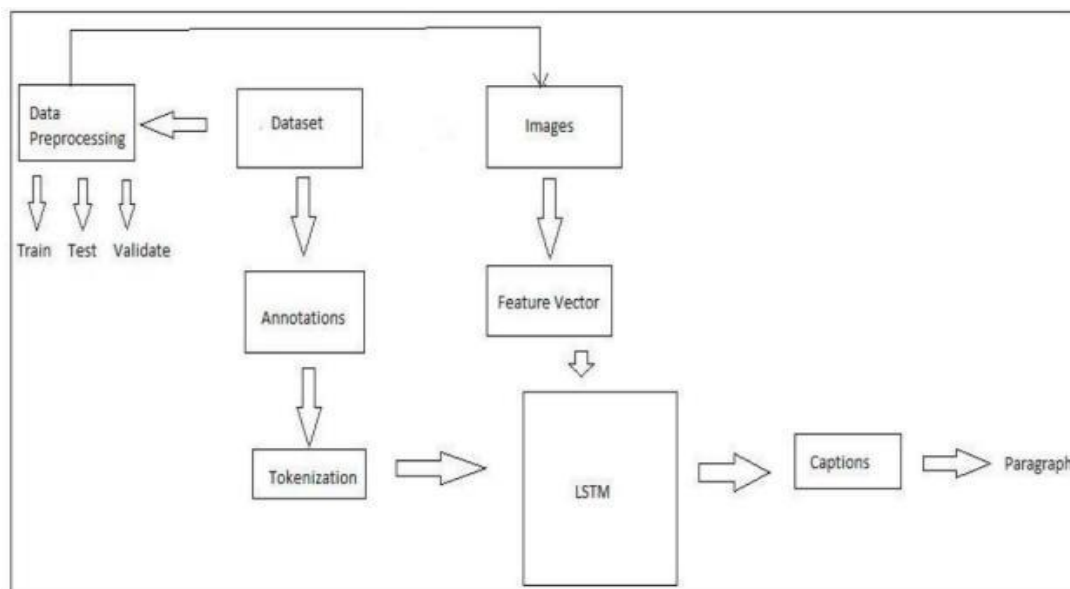 Data
Preprocessing
Dataset
Images
Train
Test
Validate
Annotations
Feature Vector
Tokenization
LSTM
Captions
Paragraph